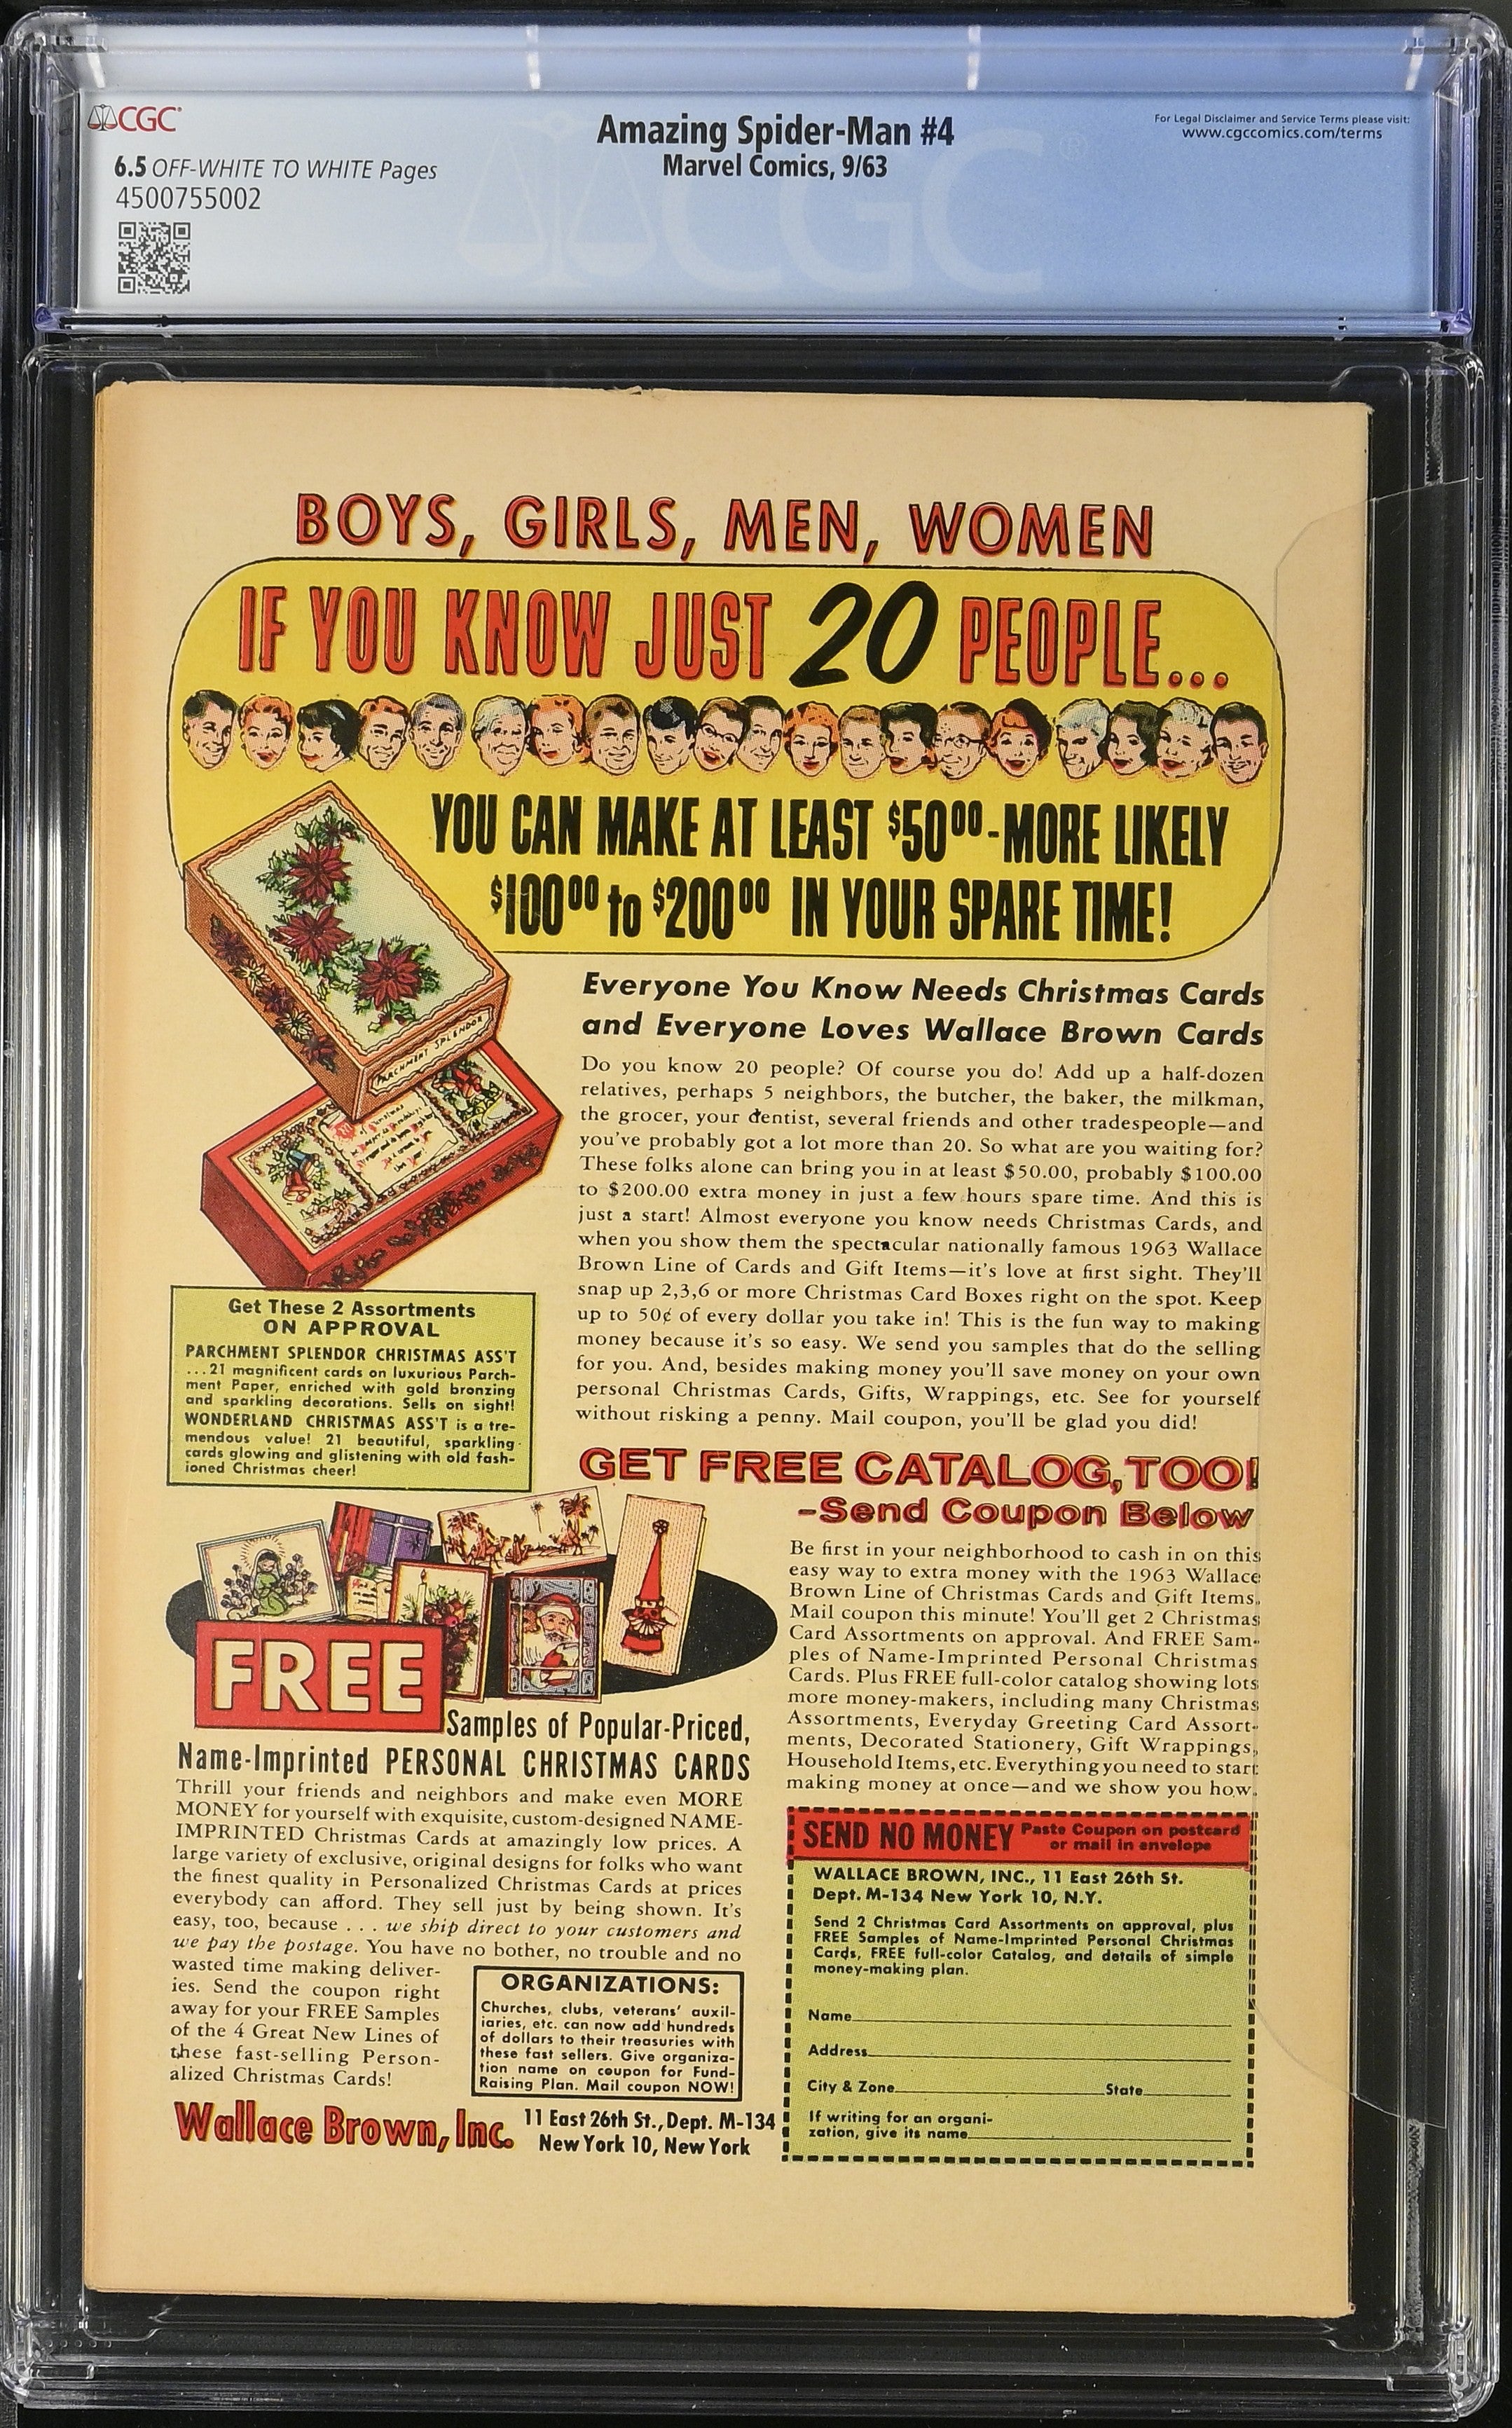 CGC
6.5 OFF-WHITE TO WHITE Pages
4500755002
Amazing Spider-Man #4
Marvel Comics, 9/63
For Legal Disclaimer and Service Terms please visit:
www.cgccomics.com/terms
CGC®
BOYS, GIRLS, MEN, WOMEN
IF YOU KNOW JUST 20 PEOPLE...
YOU CAN MAKE AT LEAST $50⁰⁰-MORE LIKELY
$100⁰⁰ to $200⁰⁰ IN YOUR SPARE TIME!
PARCHMENT SPLENDOR
Everyone You Know Needs Christmas Cards
and Everyone Loves Wallace Brown Cards
Do you know 20 people? Of course you do! Add up a half-dozen
relatives, perhaps 5 neighbors, the butcher, the baker, the milkman,
the grocer, your dentist, several friends and other tradespeople—and
you've probably got a lot more than 20. So what are you waiting for?
These folks alone can bring you in at least $50.00, probably $100.00
to $200.00 extra money in just a few hours spare time. And this is
just a start! Almost everyone you know needs Christmas Cards, and
when you show them the spectacular nationally famous 1963 Wallace
Brown Line of Cards and Gift Items—it's love at first sight. They'll
snap up 2,3,6 or more Christmas Card Boxes right on the spot. Keep
up to 50¢ of every dollar you take in! This is the fun way to making
money because it's so easy. We send you samples that do the selling
for you. And, besides making money you'll save money on your own
personal Christmas Cards, Gifts, Wrappings, etc. See for yourself
without risking a penny. Mail coupon, you'll be glad you did!
Get These 2 Assortments
ON APPROVAL
PARCHMENT SPLENDOR CHRISTMAS ASS'T
...21 magnificent cards on luxurious Parch-
ment Paper, enriched with gold bronzing
and sparkling decorations. Sells on sight!
WONDERLAND CHRISTMAS ASS'T is a tre-
mendous value! 21 beautiful, sparkling
cards glowing and glistening with old fash-
ioned Christmas cheer!
GET FREE CATALOG, TOO!
-Send Coupon Below
Be first in your neighborhood to cash in on this
easy way to extra money with the 1963 Wallace
Brown Line of Christmas Cards and Gift Items.
Mail coupon this minute! You'll get 2 Christmas
Card Assortments on approval. And FREE Sam-
ples of Name-Imprinted Personal Christmas
Cards. Plus FREE full-color catalog showing lots
more money-makers, including many Christmas
Assortments, Everyday Greeting Card Assort-
ments, Decorated Stationery, Gift Wrappings,
Household Items, etc. Everything you need to start
making money at once—and we show you how.
FREE
Samples of Popular-Priced,
Name-Imprinted PERSONAL CHRISTMAS CARDS
Thrill your friends and neighbors and make even MORE
MONEY for yourself with exquisite, custom-designed NAME-
IMPRINTED Christmas Cards at amazingly low prices. A
large variety of exclusive, original designs for folks who want
the finest quality in Personalized Christmas Cards at prices
everybody can afford. They sell just by being shown. It's
easy, too, because . . . we ship direct to your customers and
we pay the postage. You have no bother, no trouble and no
wasted time making deliver-
ies. Send the coupon right
away for your FREE Samples
of the 4 Great New Lines of
these fast-selling Person-
alized Christmas Cards!
ORGANIZATIONS:
Churches, clubs, veterans' auxil-
iaries, etc. can now add hundreds
of dollars to their treasuries with
these fast sellers. Give organiza-
tion name on coupon for Fund-
Raising Plan. Mail coupon NOW!
Wallace Brown, Inc.
11 East 26th St., Dept. M-134
New York 10, New York
SEND NO MONEY
Paste Coupon on postcard
or mail in envelope
WALLACE BROWN, INC., 11 East 26th St.
Dept. M-134 New York 10, N.Y.
Send 2 Christmas Card Assortments on approval, plus
FREE Samples of Name-Imprinted Personal Christmas
Cards, FREE full-color Catalog, and details of simple
money-making plan.
Name
Address
City & Zone State
If writing for an organi-
zation, give its name